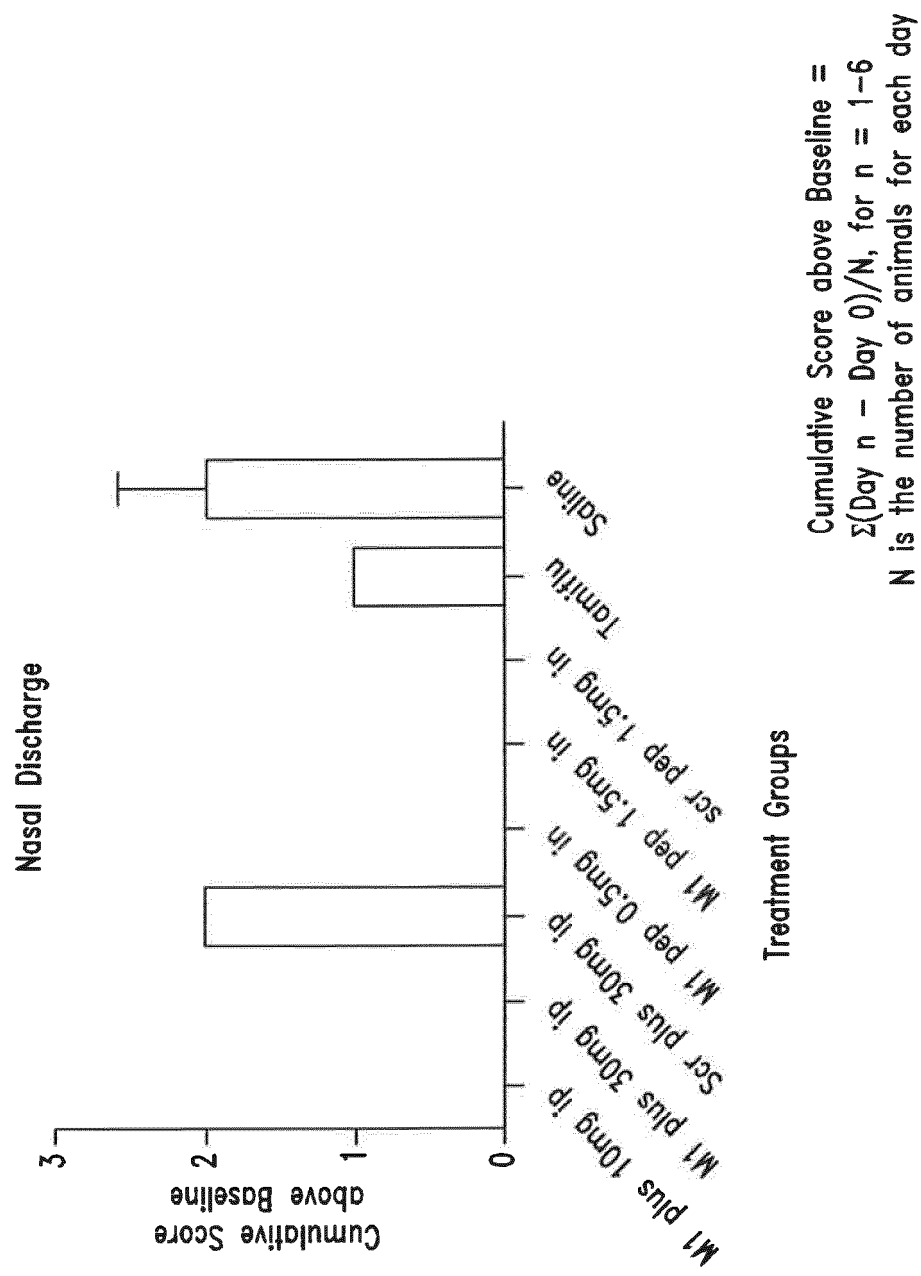 Nasal Discharge
Cumulative Score
above Baseline
3
2
1
0
M1 plus 10mg ip
M1 plus 30mg ip
Scr plus 30mg ip
M1 pep 0.5mg in
M1 pep 1.5mg in
scr pep 1.5mg in
Tamiflu
Saline
Treatment Groups
Cumulative Score above Baseline =
Σ(Day n − Day 0)/N, for n = 1−6
N is the number of animals for each day